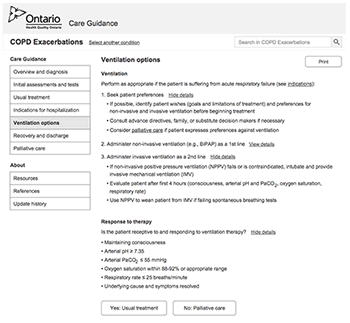 Ontario
Health Quality Ontario
Care Guidance
COPD Exacerbations Select another condition
Search in COPD Exacerbations
Care Guidance
Overview and diagnosis
Initial assessments and tests
Usual treatment
Indications for hospitalization
Ventilation options
Recovery and discharge
Palliative care
About
Resources
References
Update history
Ventilation options
Print
Ventilation
Perform as appropriate if the patient is suffering from acute respiratory failure (see indications):
1. Seek patient preferences Hide details
• If possible, identify patient wishes (goals and limitations of treatment) and preferences for
non-invasive and invasive ventilation before beginning treatment
• Consult advance directives, family, or substitute decision makers if necessary
• Consider palliative care if patient expresses preferences against ventilation
2. Administer non-invasive ventilation (e.g., BiPAP) as a 1st line View details
3. Administer invasive ventilation as a 2nd line Hide details
• If non-invasive positive pressure ventilation (NPPV) fails or is contraindicated, intubate and provide
invasive mechanical ventilation (IMV)
• Evaluate patient after first 4 hours (consciousness, arterial pH and PaCO₂, oxygen saturation,
respiratory rate)
• Use NPPV to wean patient from IMV if failing spontaneous breathing tests
Response to therapy
Is the patient receptive to and responding to ventilation therapy? Hide details
• Maintaining consciousness
• Arterial pH ≥ 7.35
• Arterial PaCO₂ ≤ 55 mmHg
• Oxygen saturation within 88-92% or appropriate range
• Respiratory rate ≤ 25 breaths/minute
• Underlying cause and symptoms resolved
Yes: Usual treatment
No: Palliative care